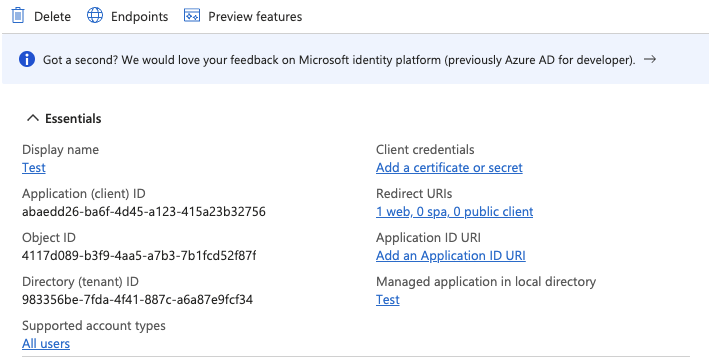 Delete Endpoints Preview features
Got a second? We would love your feedback on Microsoft identity platform (previously Azure AD for developer). →
Essentials
Display name
Test
Application (client) ID
abaedd26-ba6f-4d45-a123-415a23b32756
Object ID
4117d089-b3f9-4aa5-a7b3-7b1fcd52f87f
Directory (tenant) ID
983356be-7fda-4f41-887c-a6a87e9fcf34
Supported account types
All users
Client credentials
Add a certificate or secret
Redirect URIs
1 web, 0 spa, 0 public client
Application ID URI
Add an Application ID URI
Managed application in local directory
Test